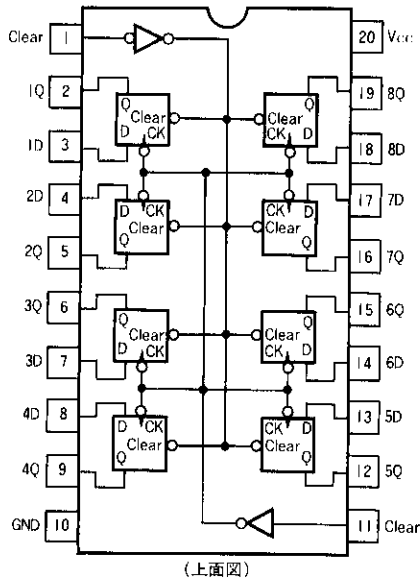 Clear 1
20 Vcc
1Q 2
19 8Q
Q
Clear
D
CK
Q
Clear
CK
D
1D 3
18 8D
2D 4
17 7D
D
CK
Clear
Q
CK
D
Clear
Q
2Q 5
16 7Q
3Q 6
15 6Q
Q
Clear
D
CK
Q
Clear
CK
D
3D 7
14 6D
4D 8
13 5D
D
CK
Clear
Q
CK
D
Clear
Q
4Q 9
12 5Q
GND 10
11 Clear
(上面図)